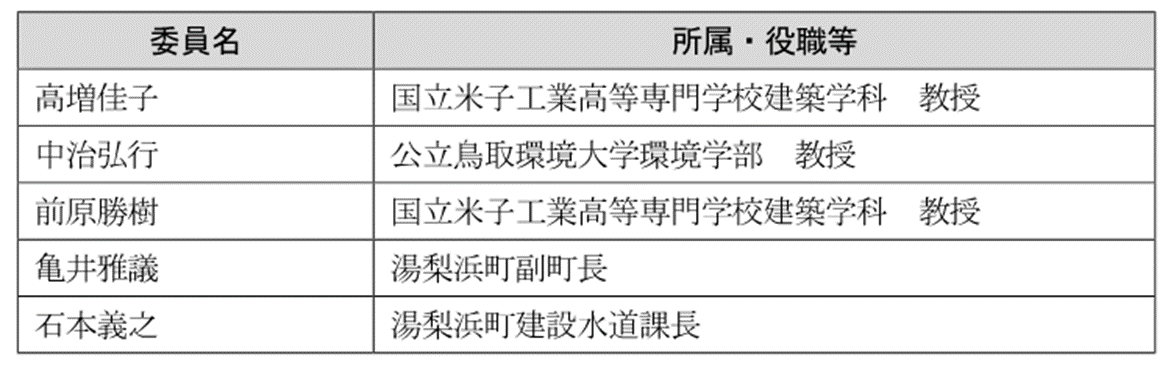 委員名 所属・役職等
高増佳子 国立米子工業高等専門学校建築学科　教授
中治弘行 公立鳥取環境大学環境学部　教授
前原勝樹 国立米子工業高等専門学校建築学科　教授
亀井雅議 湯梨浜町副町長
石本義之 湯梨浜町建設水道課長